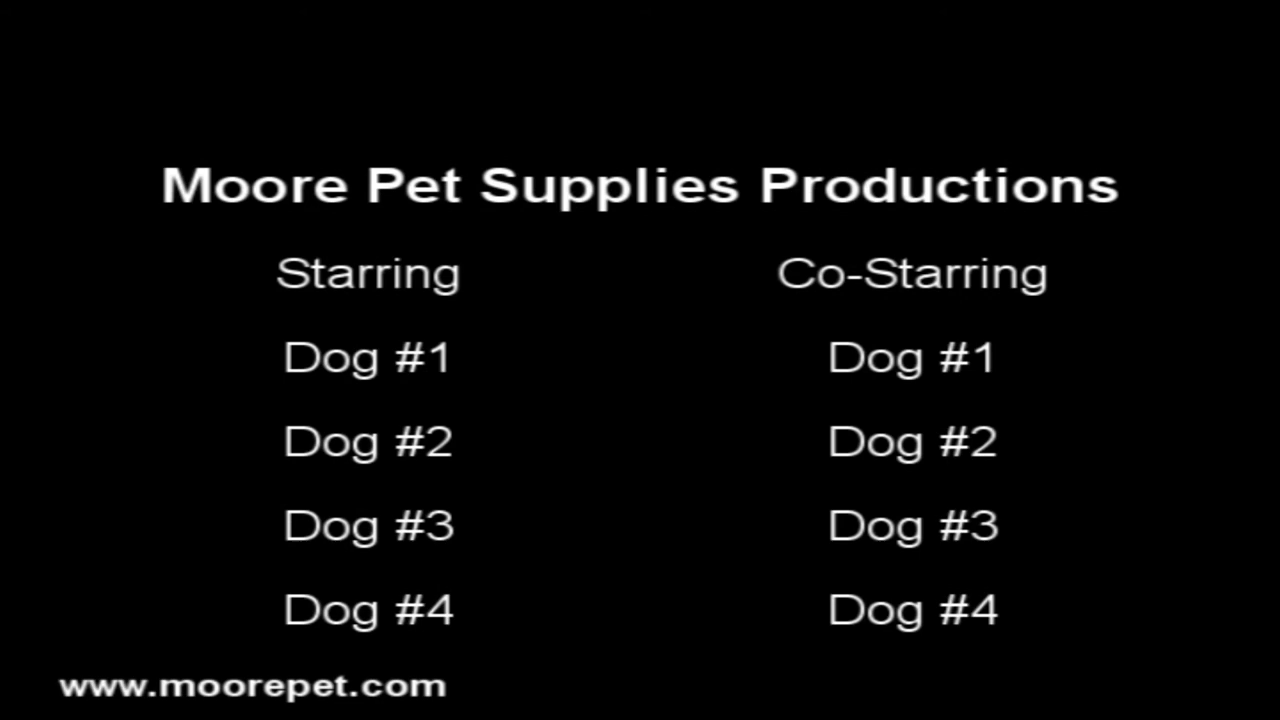 Moore Pet Supplies Productions
Starring Co-Starring
Dog #1 Dog #1
Dog #2 Dog #2
Dog #3 Dog #3
Dog #4 Dog #4
www.moorepet.com